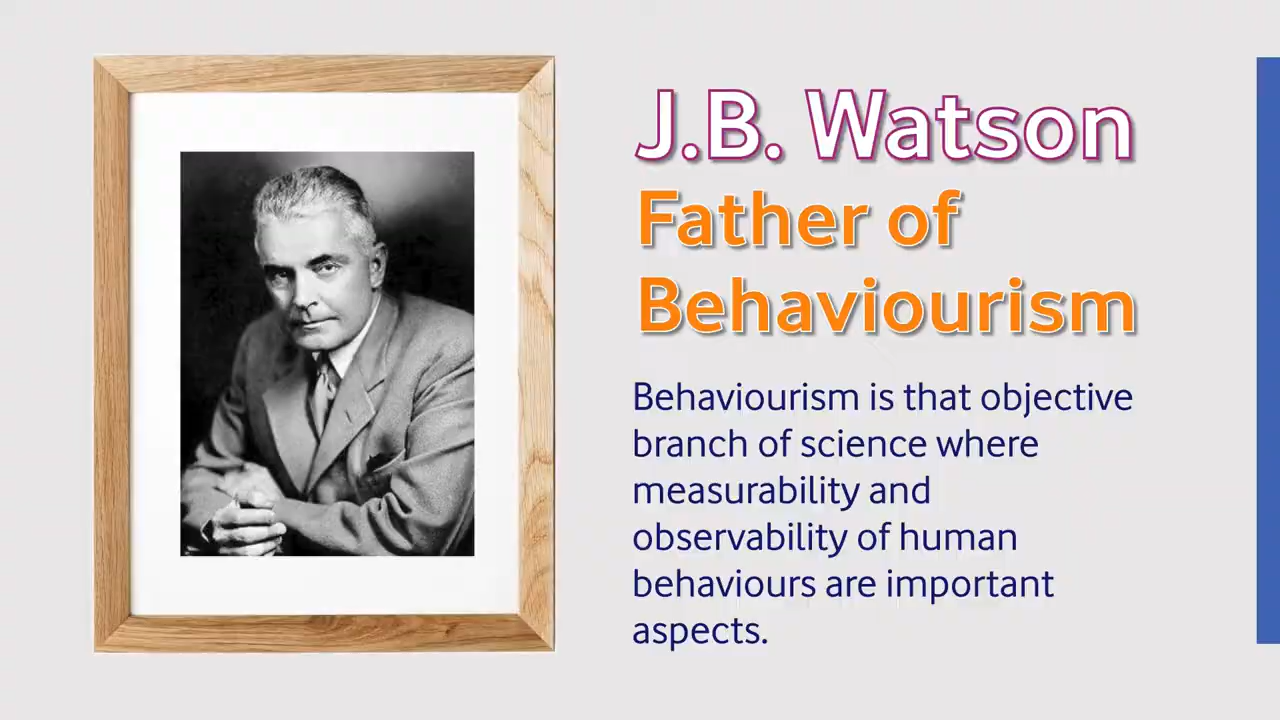 J.B. Watson
Father of
Behaviourism
Behaviourism is that objective
branch of science where
measurability and
observability of human
behaviours are important
aspects.